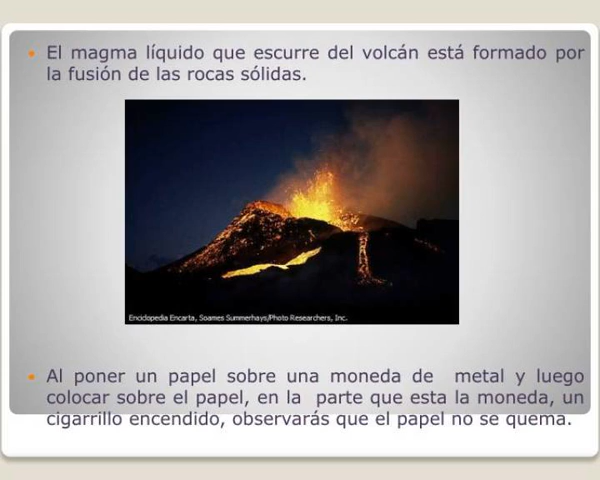 El magma líquido que escurre del volcán está formado por
la fusión de las rocas sólidas.
Enciclopedia Encarta, Soames Summerhays/Photo Researchers, Inc.
Al poner un papel sobre una moneda de metal y luego
colocar sobre el papel, en la parte que esta la moneda, un
cigarrillo encendido, observarás que el papel no se quema.